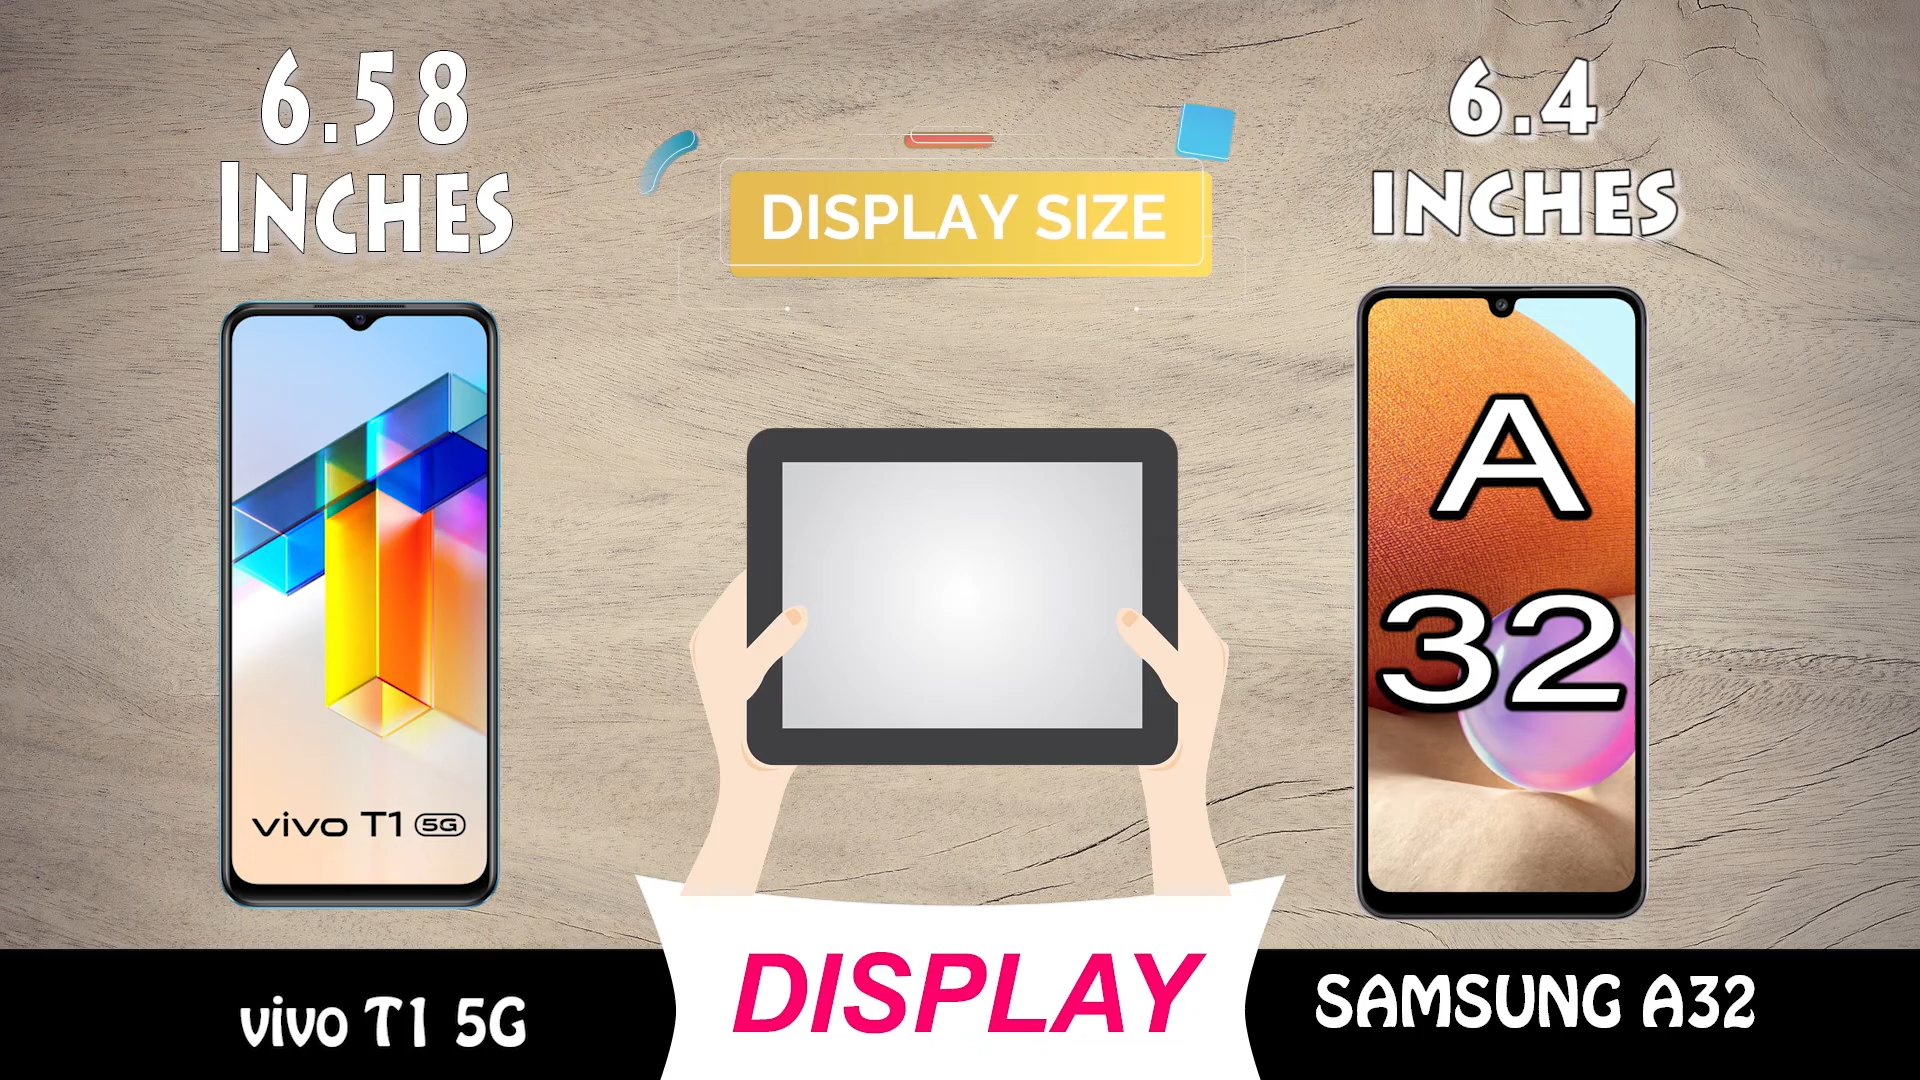 6.58
INCHES
DISPLAY SIZE
6.4
INCHES
vivo T1 5G
A
32
vivo T1 5G
DISPLAY
SAMSUNG A32